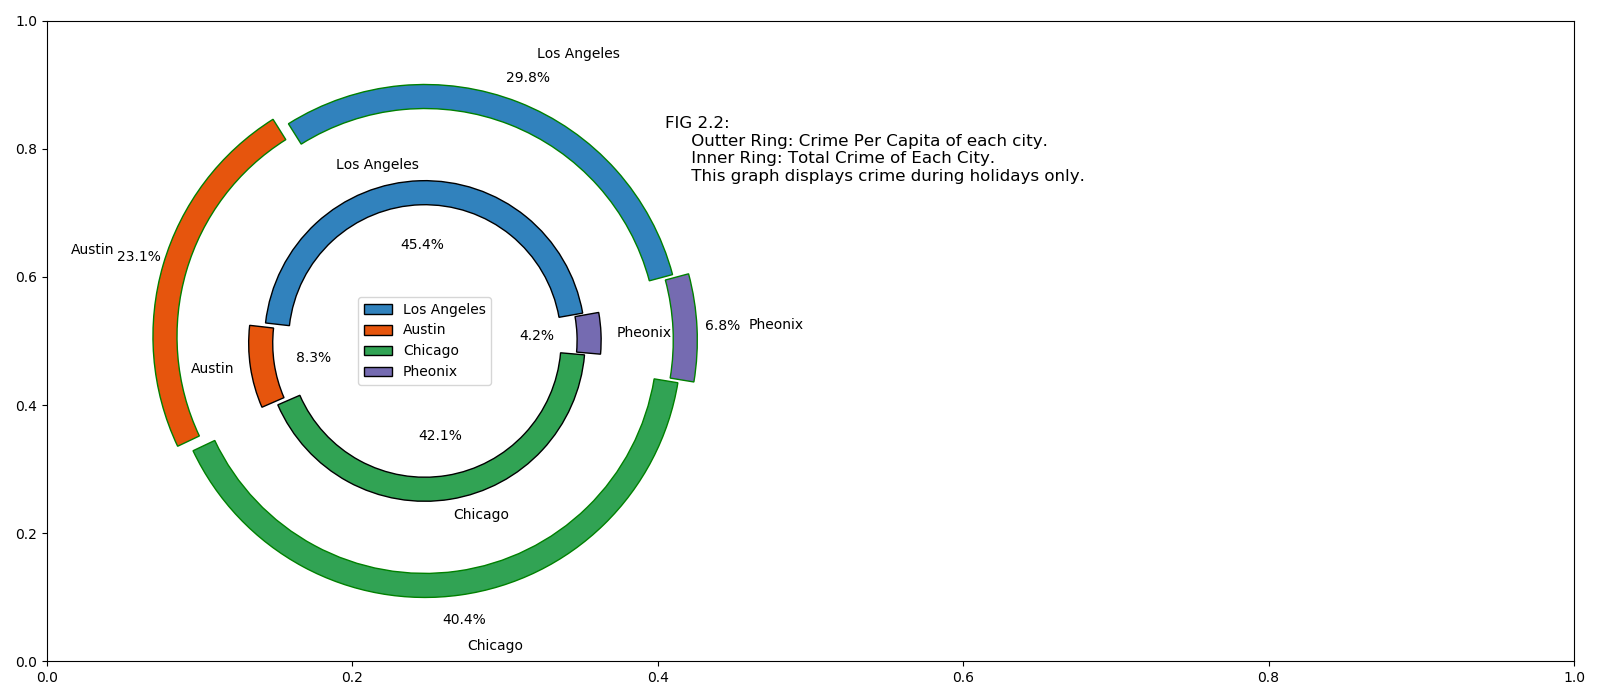 1.0
Los Angeles
29.8%
FIG 2.2:
Outter Ring: Crime Per Capita of each city.
Inner Ring: Total Crime of Each City.
This graph displays crime during holidays only.
0.8
Los Angeles
45.4%
Austin 23.1%
0.6
Los Angeles
Austin
Chicago
Pheonix
4.2%
Pheonix
6.8% Pheonix
8.3%
Austin
0.4
42.1%
Chicago
0.2
40.4%
Chicago
0.0
0.0 0.2 0.4 0.6 0.8 1.0